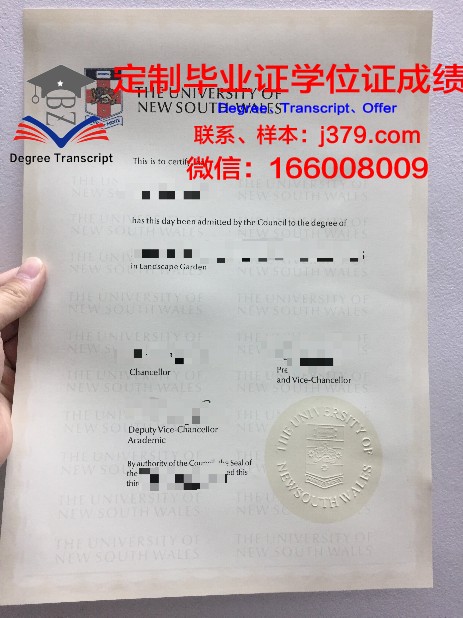 定制毕业证学位证成绩
THE UNIVERSITY OF
NEW SOUTH WALES
Degree、Transcript、Offer
BZ
Degree Transcript
联系、样本：j379.com
微信：166008009
This is to certify
has this day been admitted by the Council to the degree of
in Landscape Garden
Chancellor
and Vice-Chancellor
Deputy Vice-Chancellor
Academic
By authority of the Council, the Seal of
the
this
THE UNIVERSITY OF
NEW SOUTH WALES